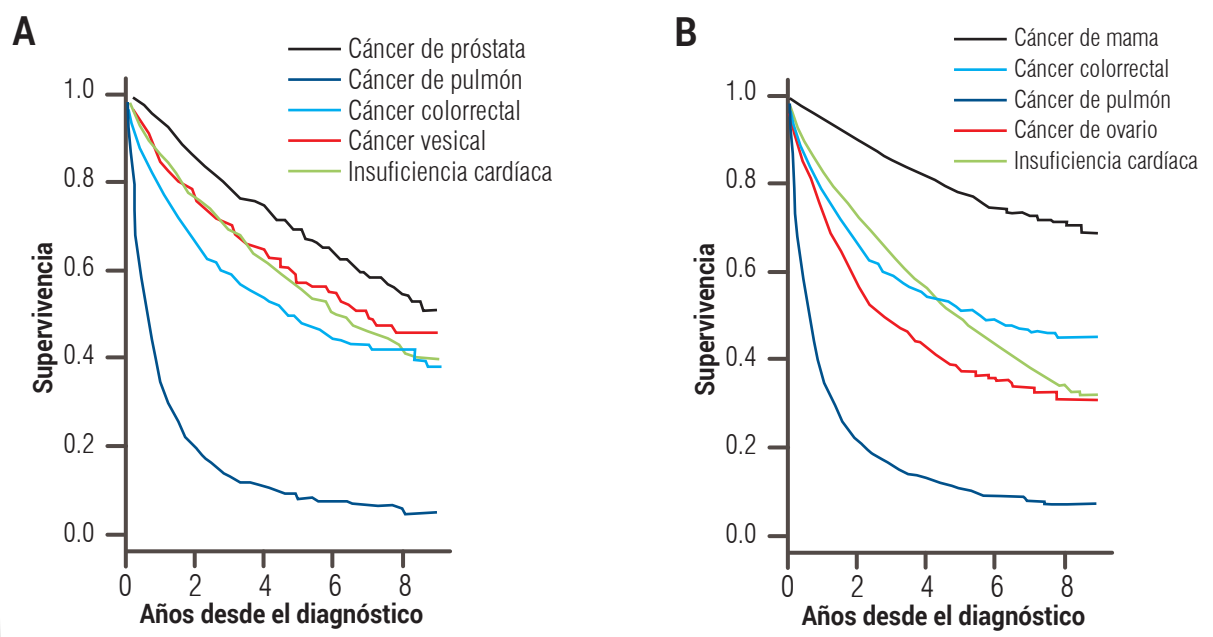 A
Cáncer de próstata
Cáncer de pulmón
Cáncer colorrectal
Cáncer vesical
Insuficiencia cardíaca
Supervivencia
1.0
0.8
0.6
0.4
0.2
0.0
0 2 4 6 8
Años desde el diagnóstico
B
Cáncer de mama
Cáncer colorrectal
Cáncer de pulmón
Cáncer de ovario
Insuficiencia cardíaca
Supervivencia
1.0
0.8
0.6
0.4
0.2
0.0
0 2 4 6 8
Años desde el diagnóstico